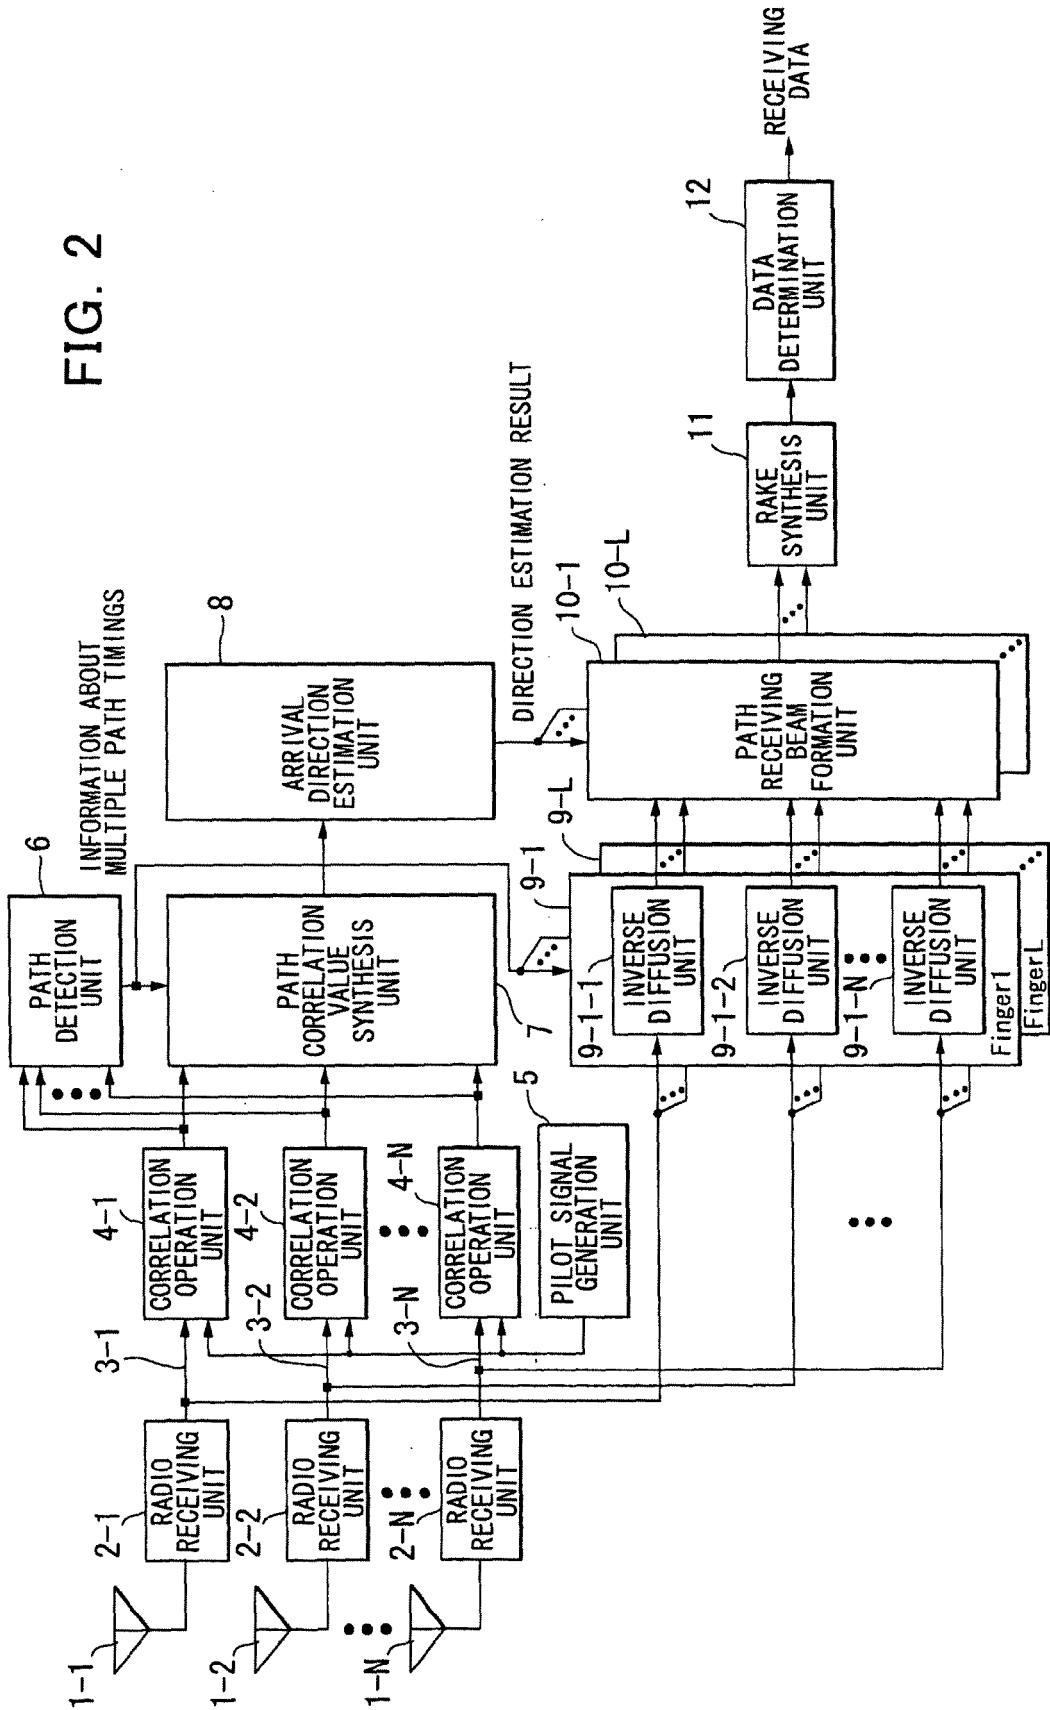 FIG. 2
INFORMATION ABOUT
MULTIPLE PATH TIMINGS
6
PATH
DETECTION
UNIT
8
ARRIVAL
DIRECTION
ESTIMATION
UNIT
PATH
CORRELATION
VALUE
SYNTHESIS
UNIT
7
DIRECTION ESTIMATION RESULT
1-1
2-1
RADIO
RECEIVING
UNIT
3-1
4-1
CORRELATION
OPERATION
UNIT
1-2
2-2
RADIO
RECEIVING
UNIT
3-2
4-2
CORRELATION
OPERATION
UNIT
1-N
2-N
RADIO
RECEIVING
UNIT
3-N
4-N
CORRELATION
OPERATION
UNIT
5
PILOT SIGNAL
GENERATION
UNIT
9-1
9-L
9-1-1
INVERSE
DIFFUSION
UNIT
9-1-2
INVERSE
DIFFUSION
UNIT
9-1-N
INVERSE
DIFFUSION
UNIT
Finger1
FingerL
10-1
10-L
PATH
RECEIVING
BEAM
FORMATION
UNIT
11
RAKE
SYNTHESIS
UNIT
12
DATA
DETERMINATION
UNIT
RECEIVING
DATA